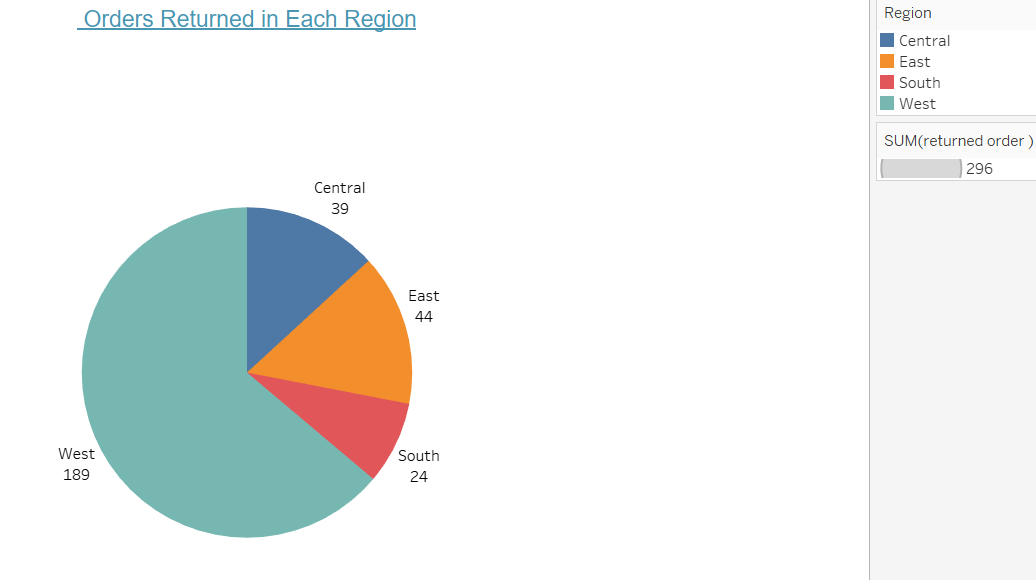 Orders Returned in Each Region
Region
Central
East
South
West
SUM(returned order )
296
Central
39
East
44
South
24
West
189